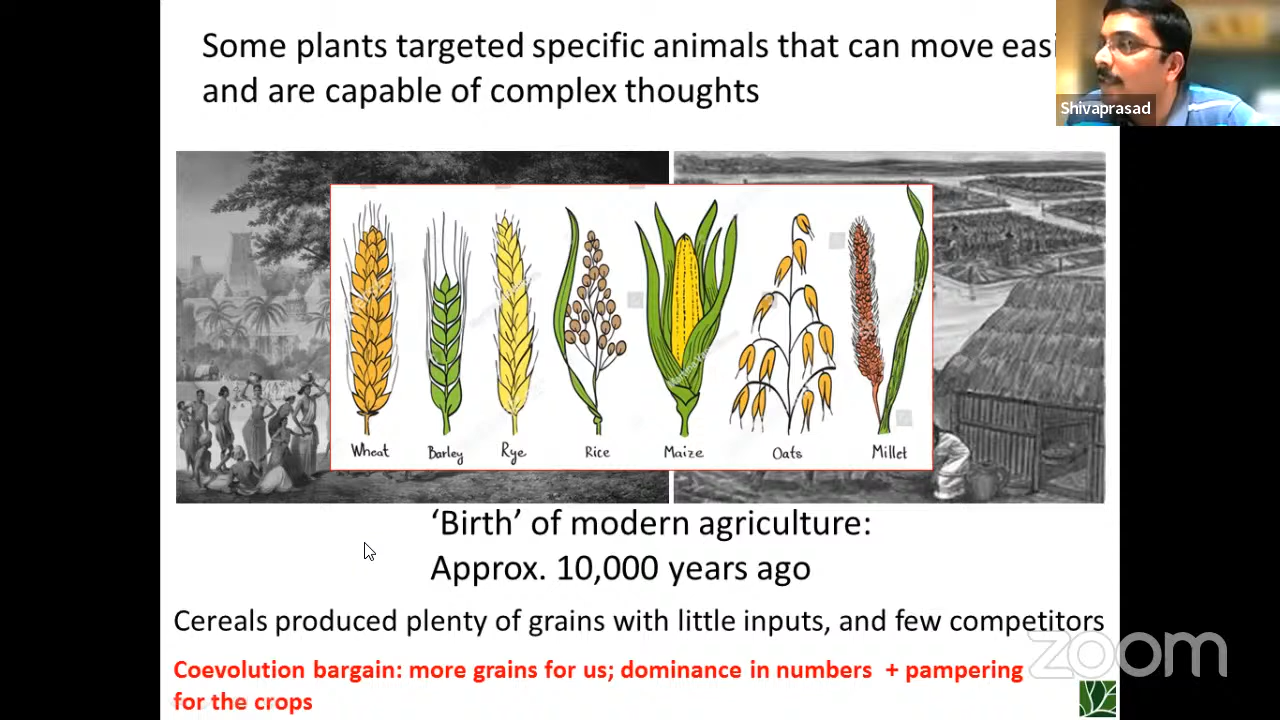 Some plants targeted specific animals that can move easi
and are capable of complex thoughts
Shivaprasad
Wheat
Barley
Rye
Rice
Maize
Oats
Millet
‘Birth’ of modern agriculture:
Approx. 10,000 years ago
Cereals produced plenty of grains with little inputs, and few competitors
zoom
Coevolution bargain: more grains for us; dominance in numbers + pampering
for the crops